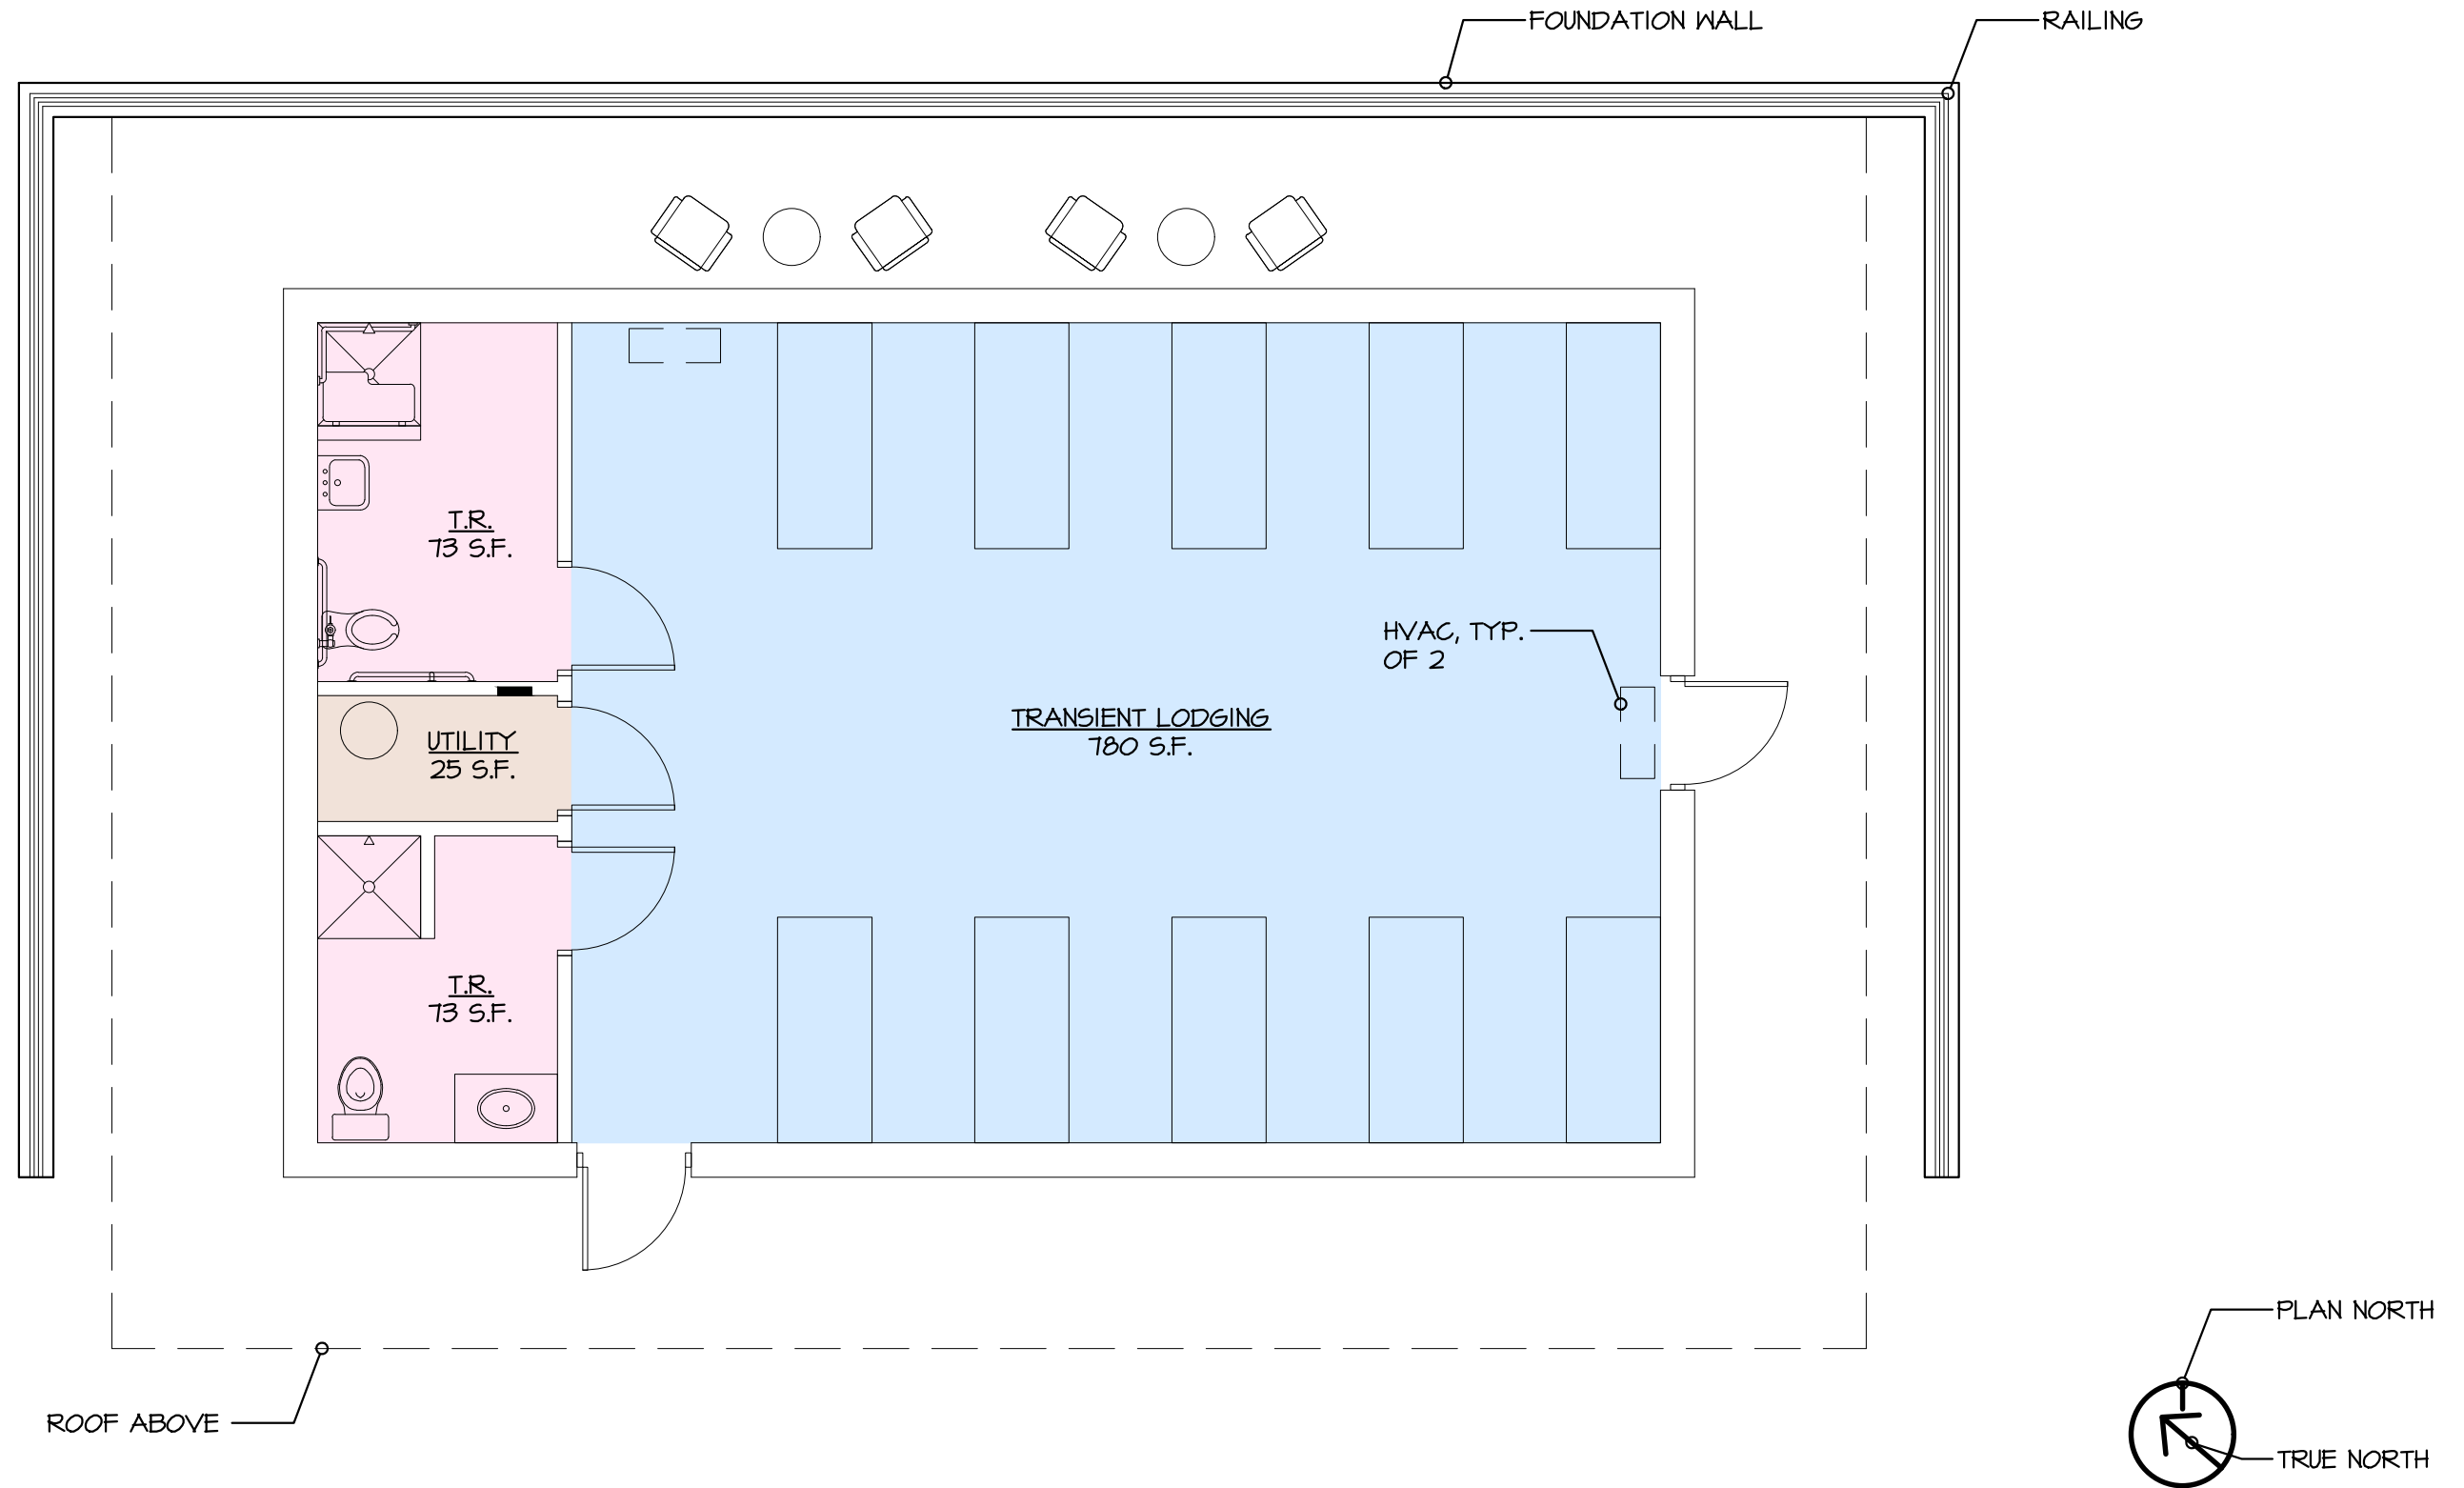 FOUNDATION WALL
RAILING
T.R.
73 S.F.
HVAC, TYP.
OF 2
TRANSIENT LODGING
780 S.F.
UTILITY
25 S.F.
T.R.
73 S.F.
PLAN NORTH
ROOF ABOVE
TRUE NORTH